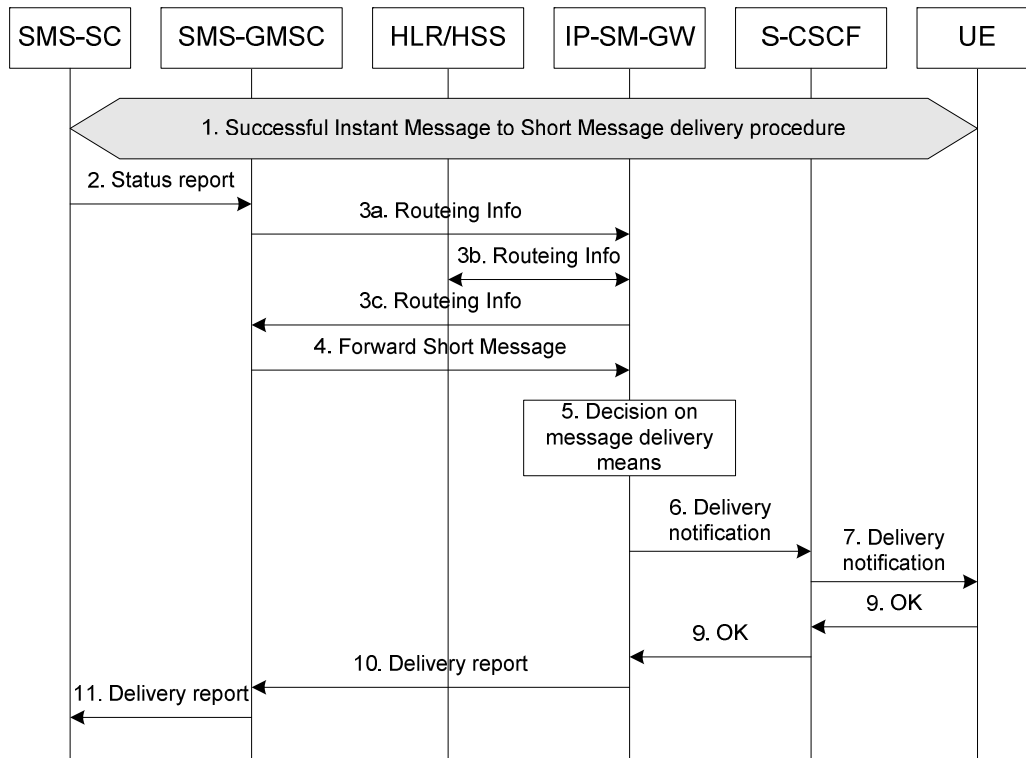 SMS-SC
SMS-GMSC
HLR/HSS
IP-SM-GW
S-CSCF
UE
1. Successful Instant Message to Short Message delivery procedure
2. Status report
3a. Routeing Info
3b. Routeing Info
3c. Routeing Info
4. Forward Short Message
5. Decision on
message delivery
means
6. Delivery
notification
7. Delivery
notification
9. OK
9. OK
10. Delivery report
11. Delivery report